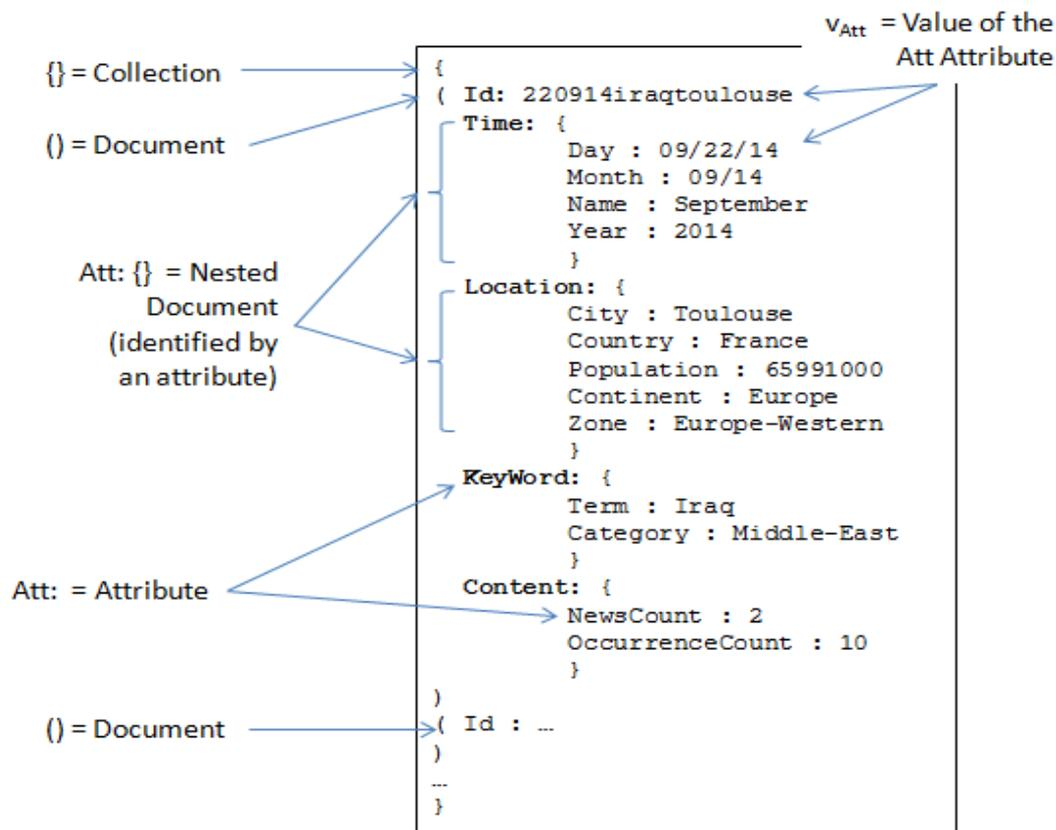 v_Att = Value of the
Att Attribute
{} = Collection
() = Document
Att: {} = Nested
Document
(identified by
an attribute)
Att: = Attribute
() = Document
{
( Id: 220914iraqtoulouse
Time: {
Day : 09/22/14
Month : 09/14
Name : September
Year : 2014
}
Location: {
City : Toulouse
Country : France
Population : 65991000
Continent : Europe
Zone : Europe-Western
}
KeyWord: {
Term : Iraq
Category : Middle-East
}
Content: {
NewsCount : 2
OccurrenceCount : 10
}
)
( Id : …
)
…
}